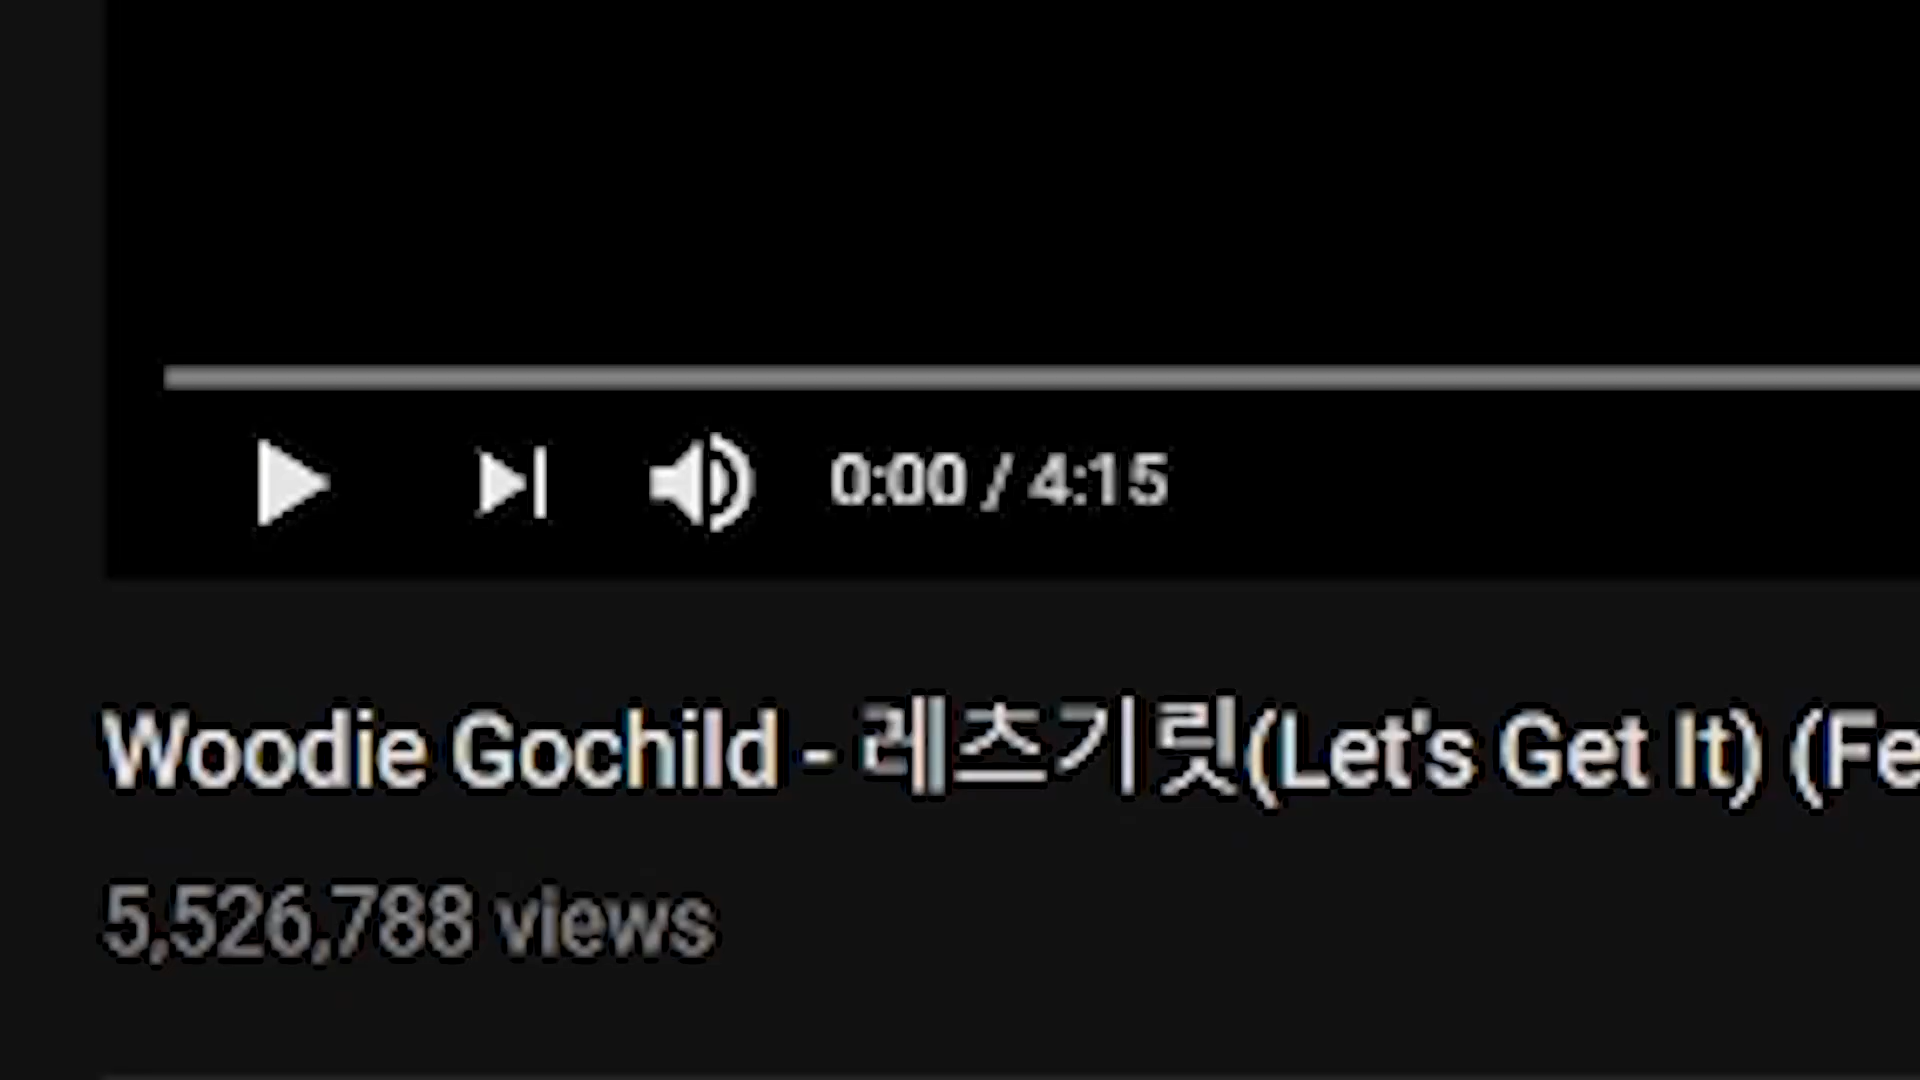 0:00 / 4:15
Woodie Gochild - 레츠기릿(Let's Get It) (Fe
5,526,788 views